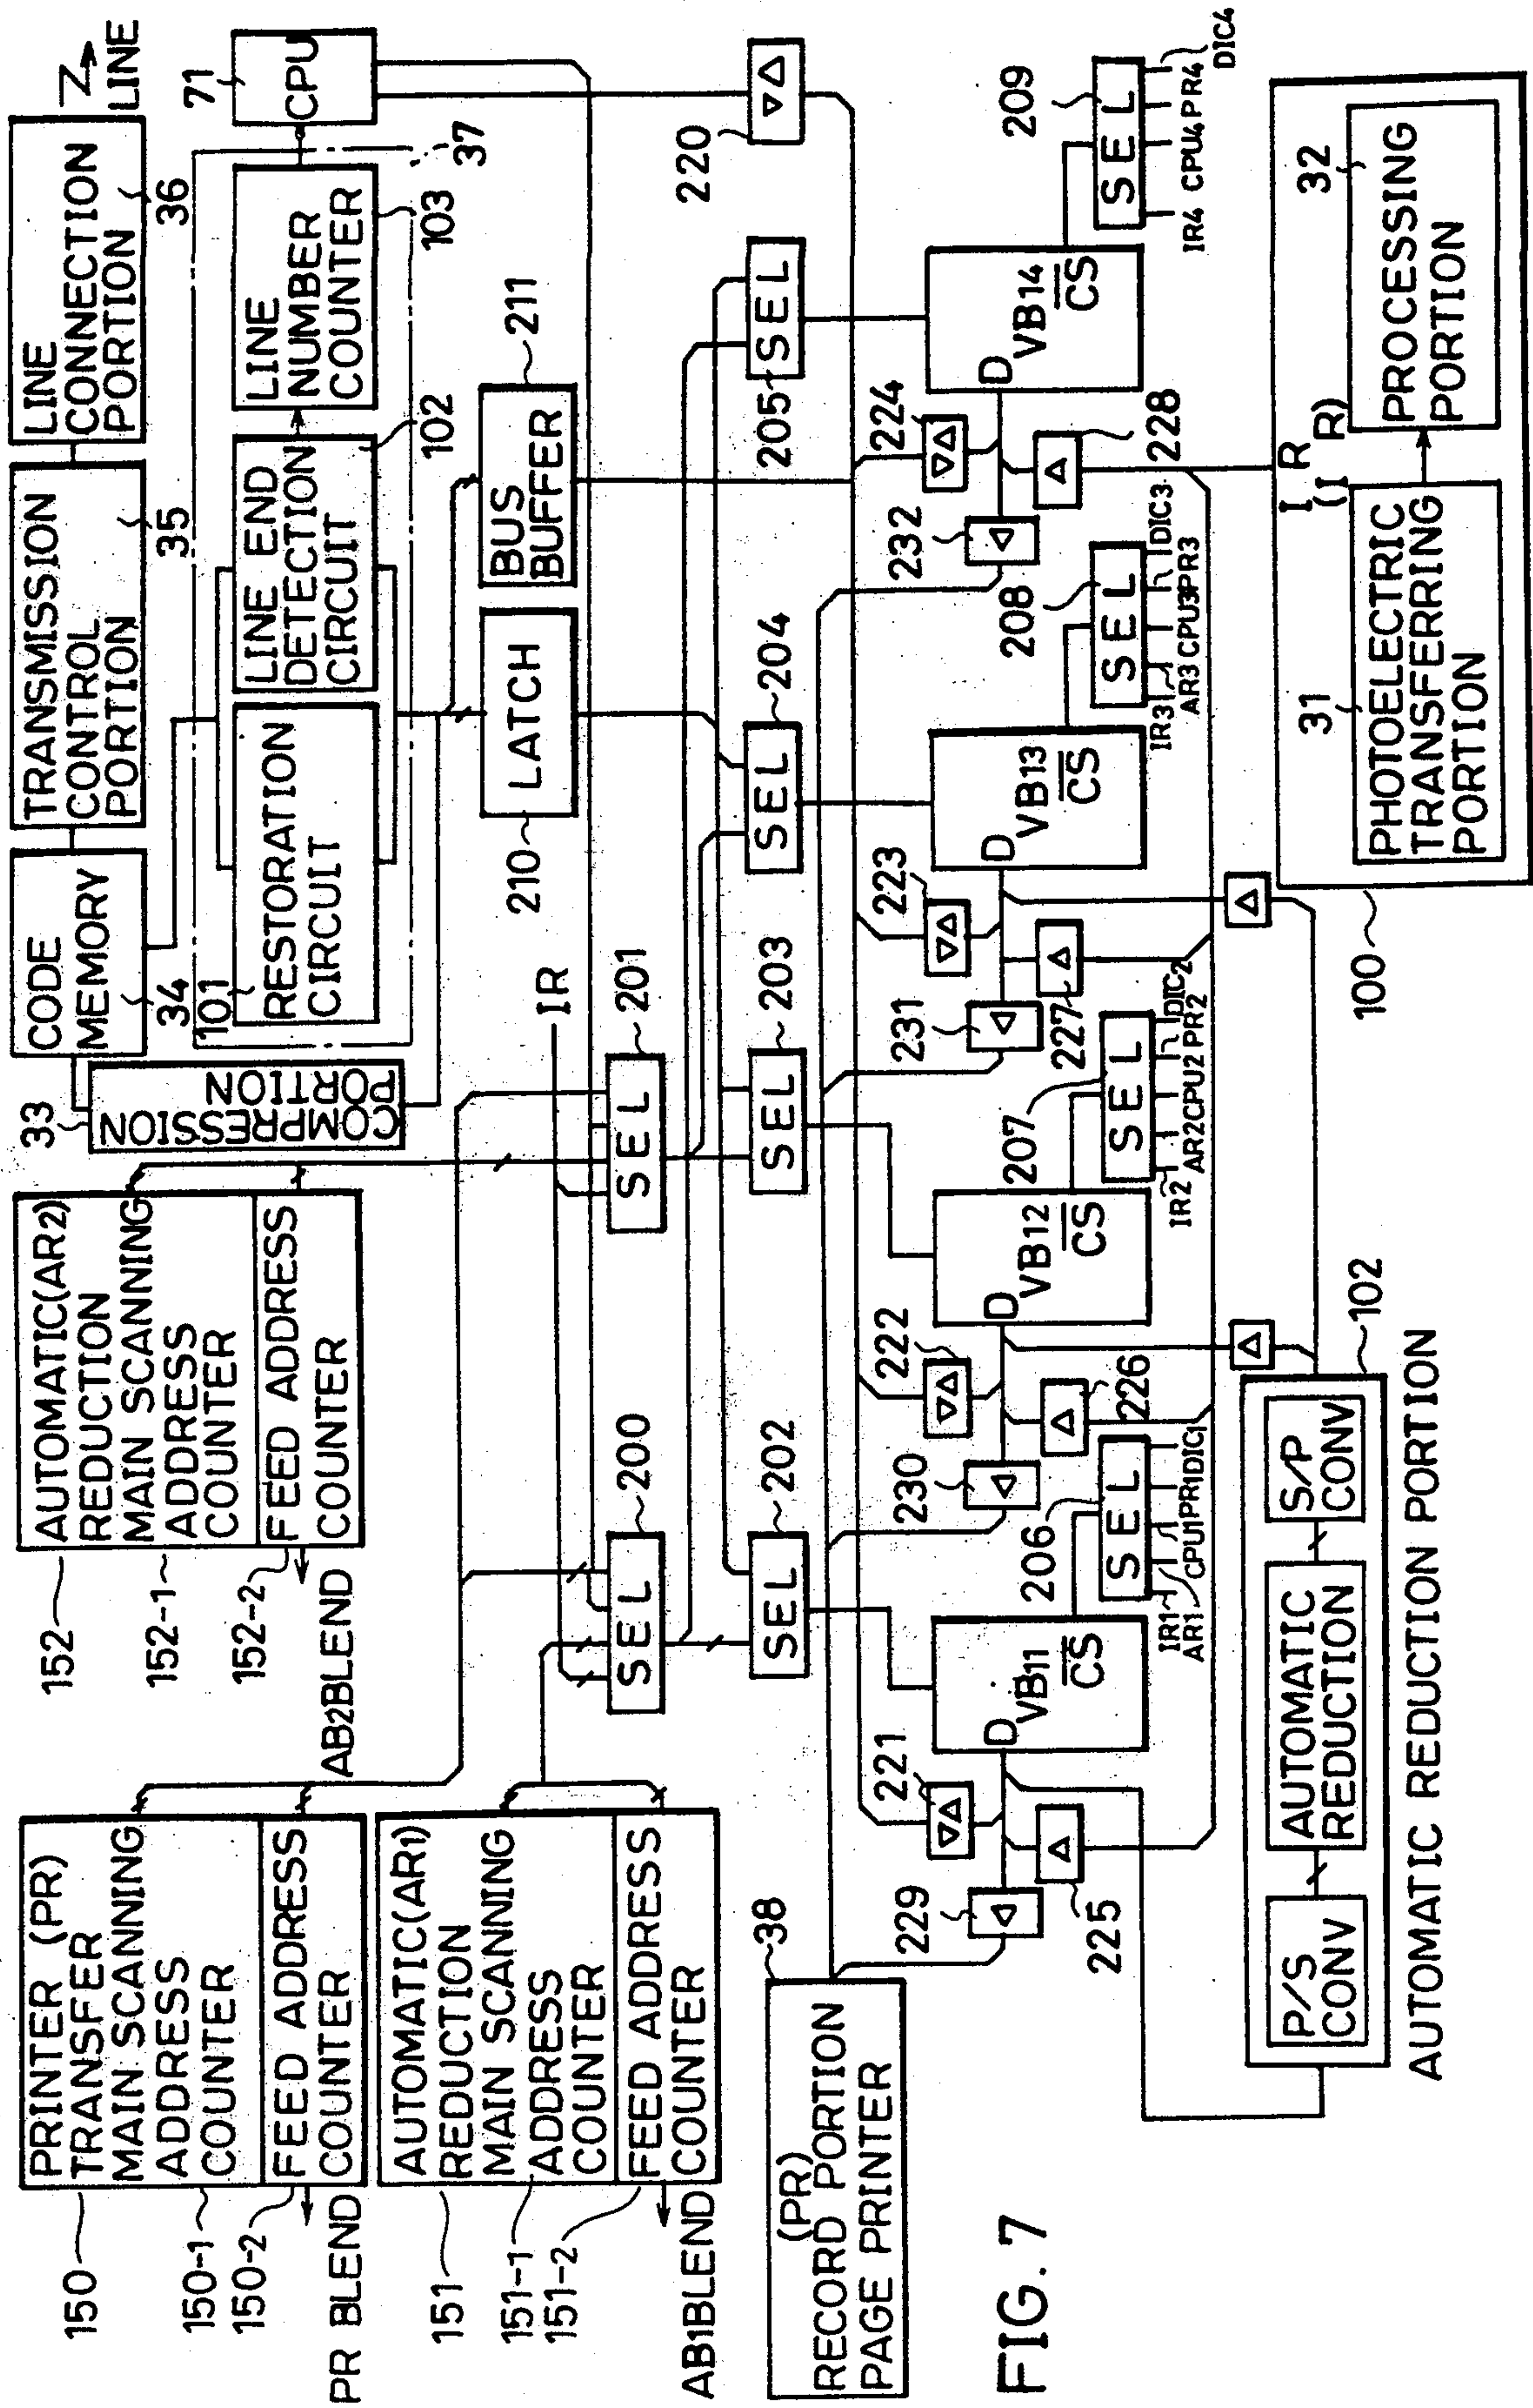 PRINTER (PR)
TRANSFER
MAIN SCANNING
ADDRESS
COUNTER
FEED ADDRESS
COUNTER
150
150-1
150-2
PR BLEND
AUTOMATIC(AR1)
REDUCTION
MAIN SCANNING
ADDRESS
COUNTER
FEED ADDRESS
COUNTER
151
151-1
151-2
AB1BLEND
AUTOMATIC(AR2)
REDUCTION
MAIN SCANNING
ADDRESS
COUNTER
FEED ADDRESS
COUNTER
152
152-1
152-2
AB2BLEND
33
COMPRESSION
PORTION
CODE
MEMORY
34
TRANSMISSION
CONTROL
PORTION
35
LINE
CONNECTION
PORTION
36
LINE
101
RESTORATION
CIRCUIT
LINE END
DETECTION
CIRCUIT
102
LINE
NUMBER
COUNTER
103
37
71
CPU
210
LATCH
BUS
BUFFER
211
IR
SEL
200
SEL
201
SEL
202
SEL
203
SEL
204
SEL
205
220
38
(PR)
RECORD PORTION
PAGE PRINTER
221
222
223
224
229
230
231
232
225
226
227
228
D
VB11
CS
D
VB12
CS
D
VB13
CS
D
VB14
CS
206
SEL
IR1
AR1
CPU1
PR1
DIC1
207
SEL
IR2
AR2
CPU2
PR2
DIC2
208
SEL
IR3
AR3
CPU3
PR3
DIC3
209
SEL
IR4
CPU4
PR4
DIC4
P/S
CONV
AUTOMATIC
REDUCTION
S/P
CONV
102
AUTOMATIC REDUCTION PORTION
100
IR
(IR)
31
PHOTOELECTRIC
TRANSFERRING
PORTION
32
PROCESSING
PORTION
FIG. 7